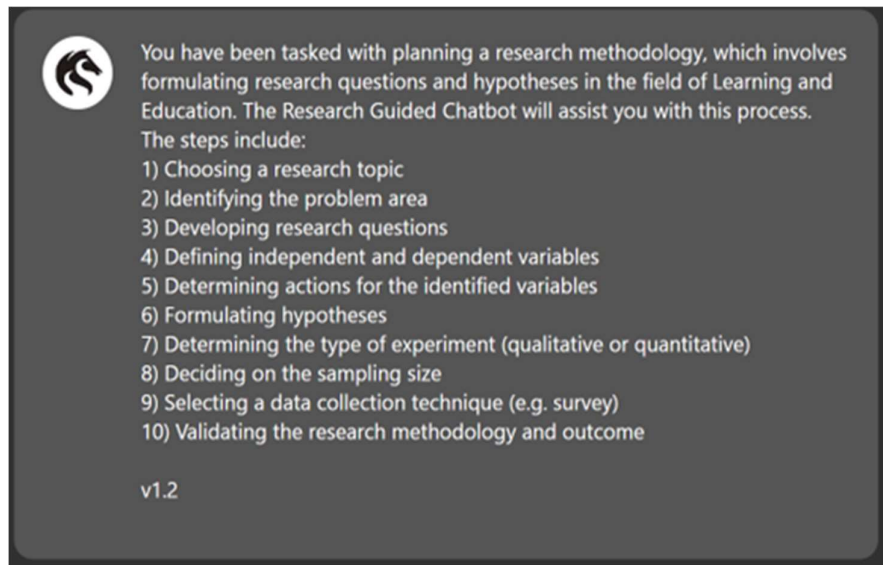 You have been tasked with planning a research methodology, which involves
formulating research questions and hypotheses in the field of Learning and
Education. The Research Guided Chatbot will assist you with this process.
The steps include:
1) Choosing a research topic
2) Identifying the problem area
3) Developing research questions
4) Defining independent and dependent variables
5) Determining actions for the identified variables
6) Formulating hypotheses
7) Determining the type of experiment (qualitative or quantitative)
8) Deciding on the sampling size
9) Selecting a data collection technique (e.g. survey)
10) Validating the research methodology and outcome
v1.2